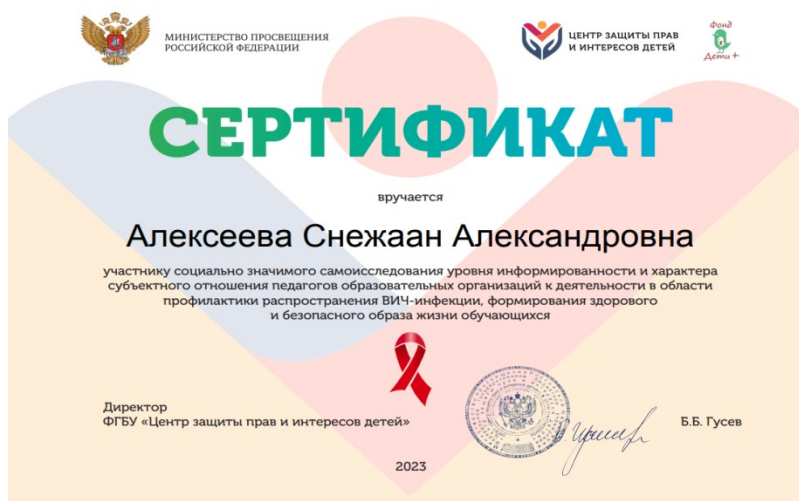 МИНИСТЕРСТВО ПРОСВЕЩЕНИЯ
РОССИЙСКОЙ ФЕДЕРАЦИИ
ЦЕНТР ЗАЩИТЫ ПРАВ
И ИНТЕРЕСОВ ДЕТЕЙ
Фонд
Дети +
СЕРТИФИКАТ
вручается
Алексеева Снежаан Александровна
участнику социально значимого самоисследования уровня информированности и характера
субъектного отношения педагогов образовательных организаций к деятельности в области
профилактики распространения ВИЧ-инфекции, формирования здорового
и безопасного образа жизни обучающихся
Директор
ФГБУ «Центр защиты прав и интересов детей»
Б.Б. Гусев
2023